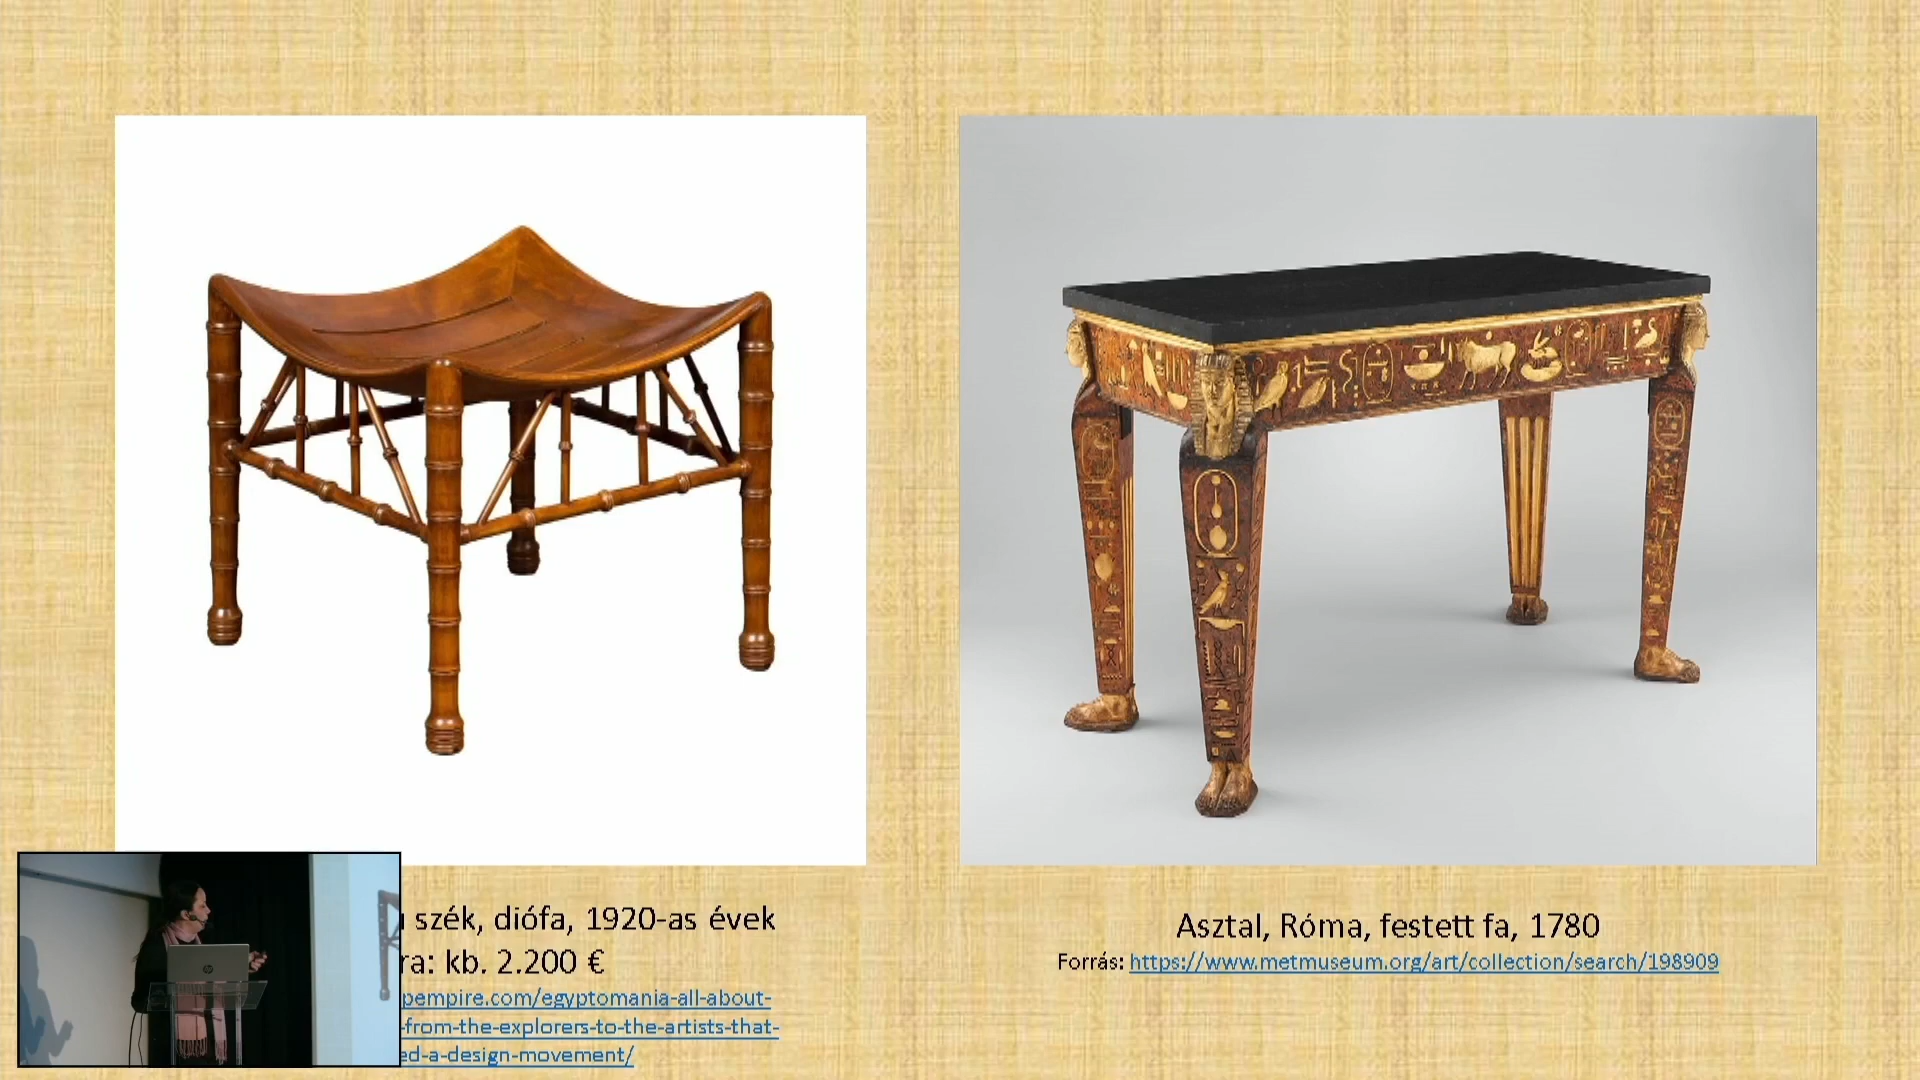 szék, diófa, 1920-as évek
ra: kb. 2.200 €
pempire.com/egyptomania-all-about-
-from-the-explorers-to-the-artists-that-
ed-a-design-movement/
Asztal, Róma, festett fa, 1780
Forrás: https://www.metmuseum.org/art/collection/search/198909